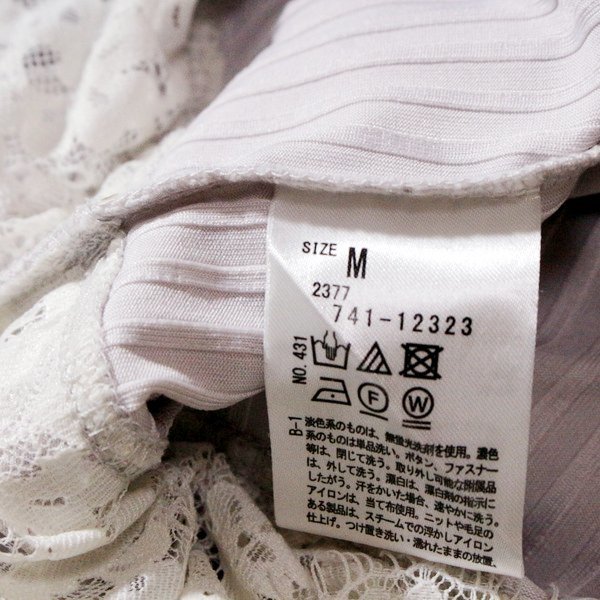 SIZE M
2377
741-12323
NO. 431
F W
B-1
淡色系のものは、無蛍光洗剤を使用。濃色
系のものは単品洗い。ボタン、ファスナー
等は、閉じて洗う。取り外し可能な附属品
は、外して洗う。漂白は、漂白剤の指示に
したがう。汗をかいた場合、速やかに洗う。
アイロンは、当て布使用。ニットや毛足の
ある製品は、スチームでの浮かしアイロン
仕上げ。つけ置き洗い・濡れたままの放置、